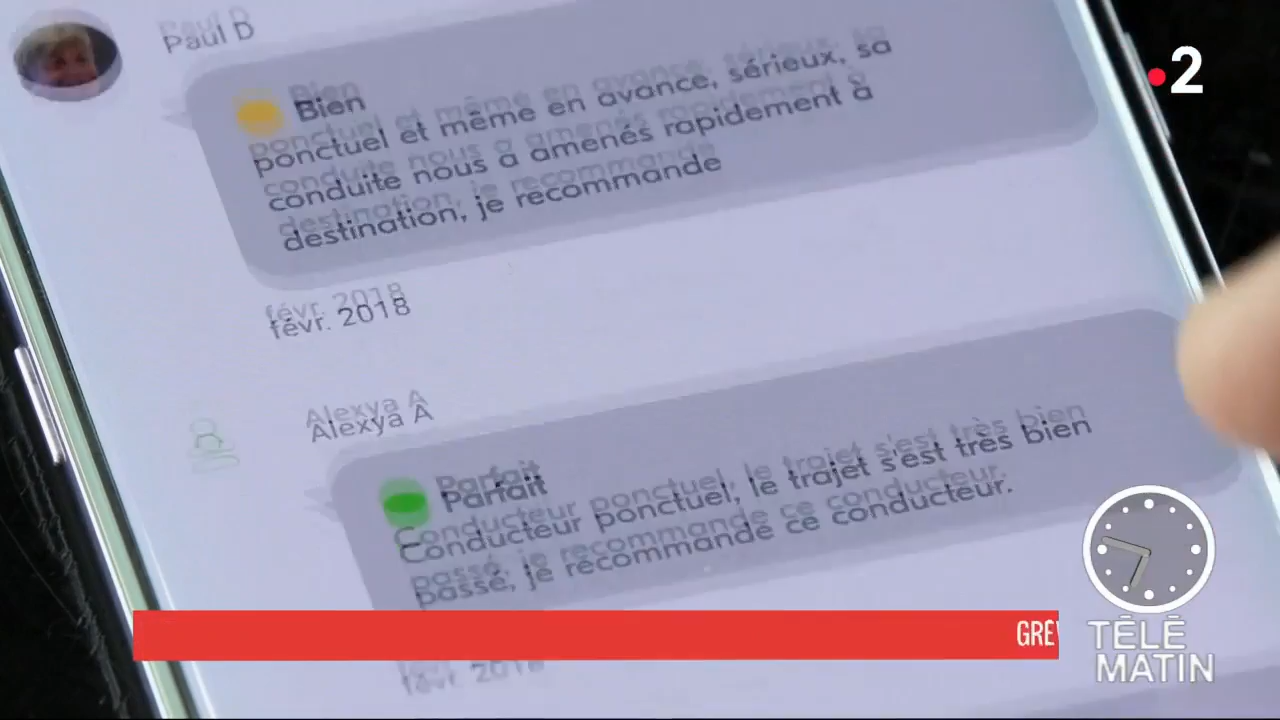 Paul D
2
Bien
ponctuel et même en avance, sérieux, sa
conduite nous a amenés rapidement à
destination, je recommande
févr. 2018
Alexya A
Parfait
Conducteur ponctuel, le trajet s'est très bien
passé, je recommande ce conducteur.
GRÈV
févr. 2018
TÉLÉ
MATIN